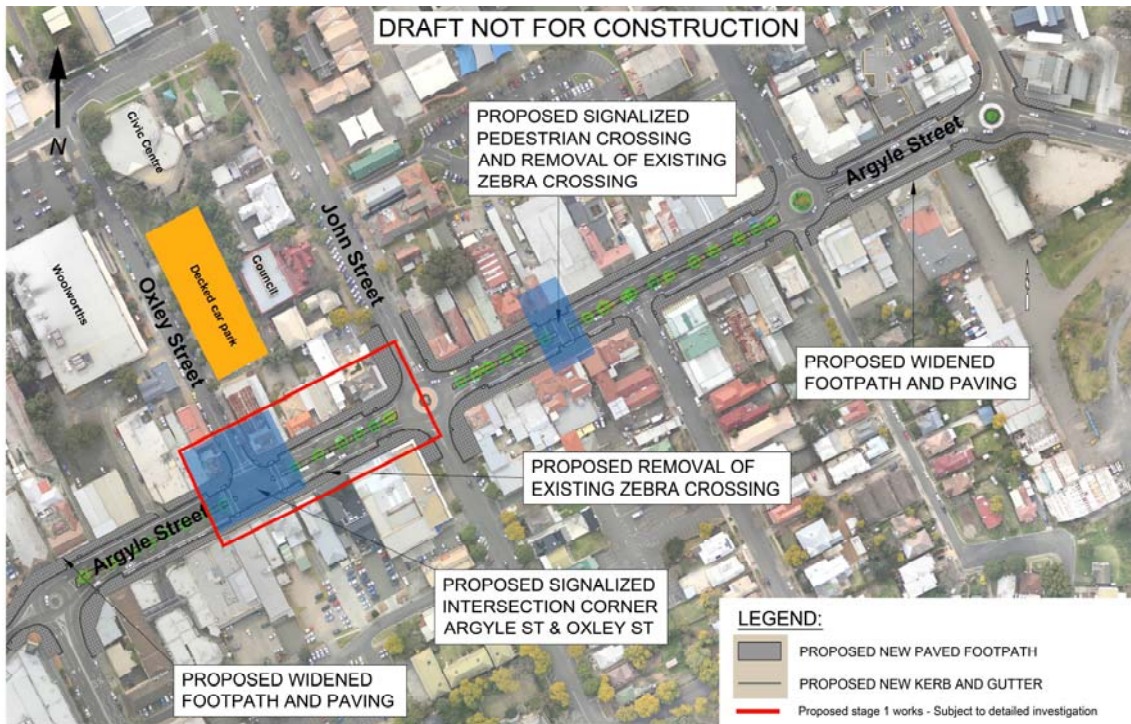 DRAFT NOT FOR CONSTRUCTION
N
Civic Centre
PROPOSED SIGNALIZED
PEDESTRIAN CROSSING
AND REMOVAL OF EXISTING
ZEBRA CROSSING
Argyle Street
John Street
Woolworths
Oxley Street
Decked car park
Council
PROPOSED WIDENED
FOOTPATH AND PAVING
PROPOSED REMOVAL OF
EXISTING ZEBRA CROSSING
Argyle Street
PROPOSED SIGNALIZED
INTERSECTION CORNER
ARGYLE ST & OXLEY ST
PROPOSED WIDENED
FOOTPATH AND PAVING
LEGEND:
PROPOSED NEW PAVED FOOTPATH
PROPOSED NEW KERB AND GUTTER
Proposed stage 1 works - Subject to detailed investigation